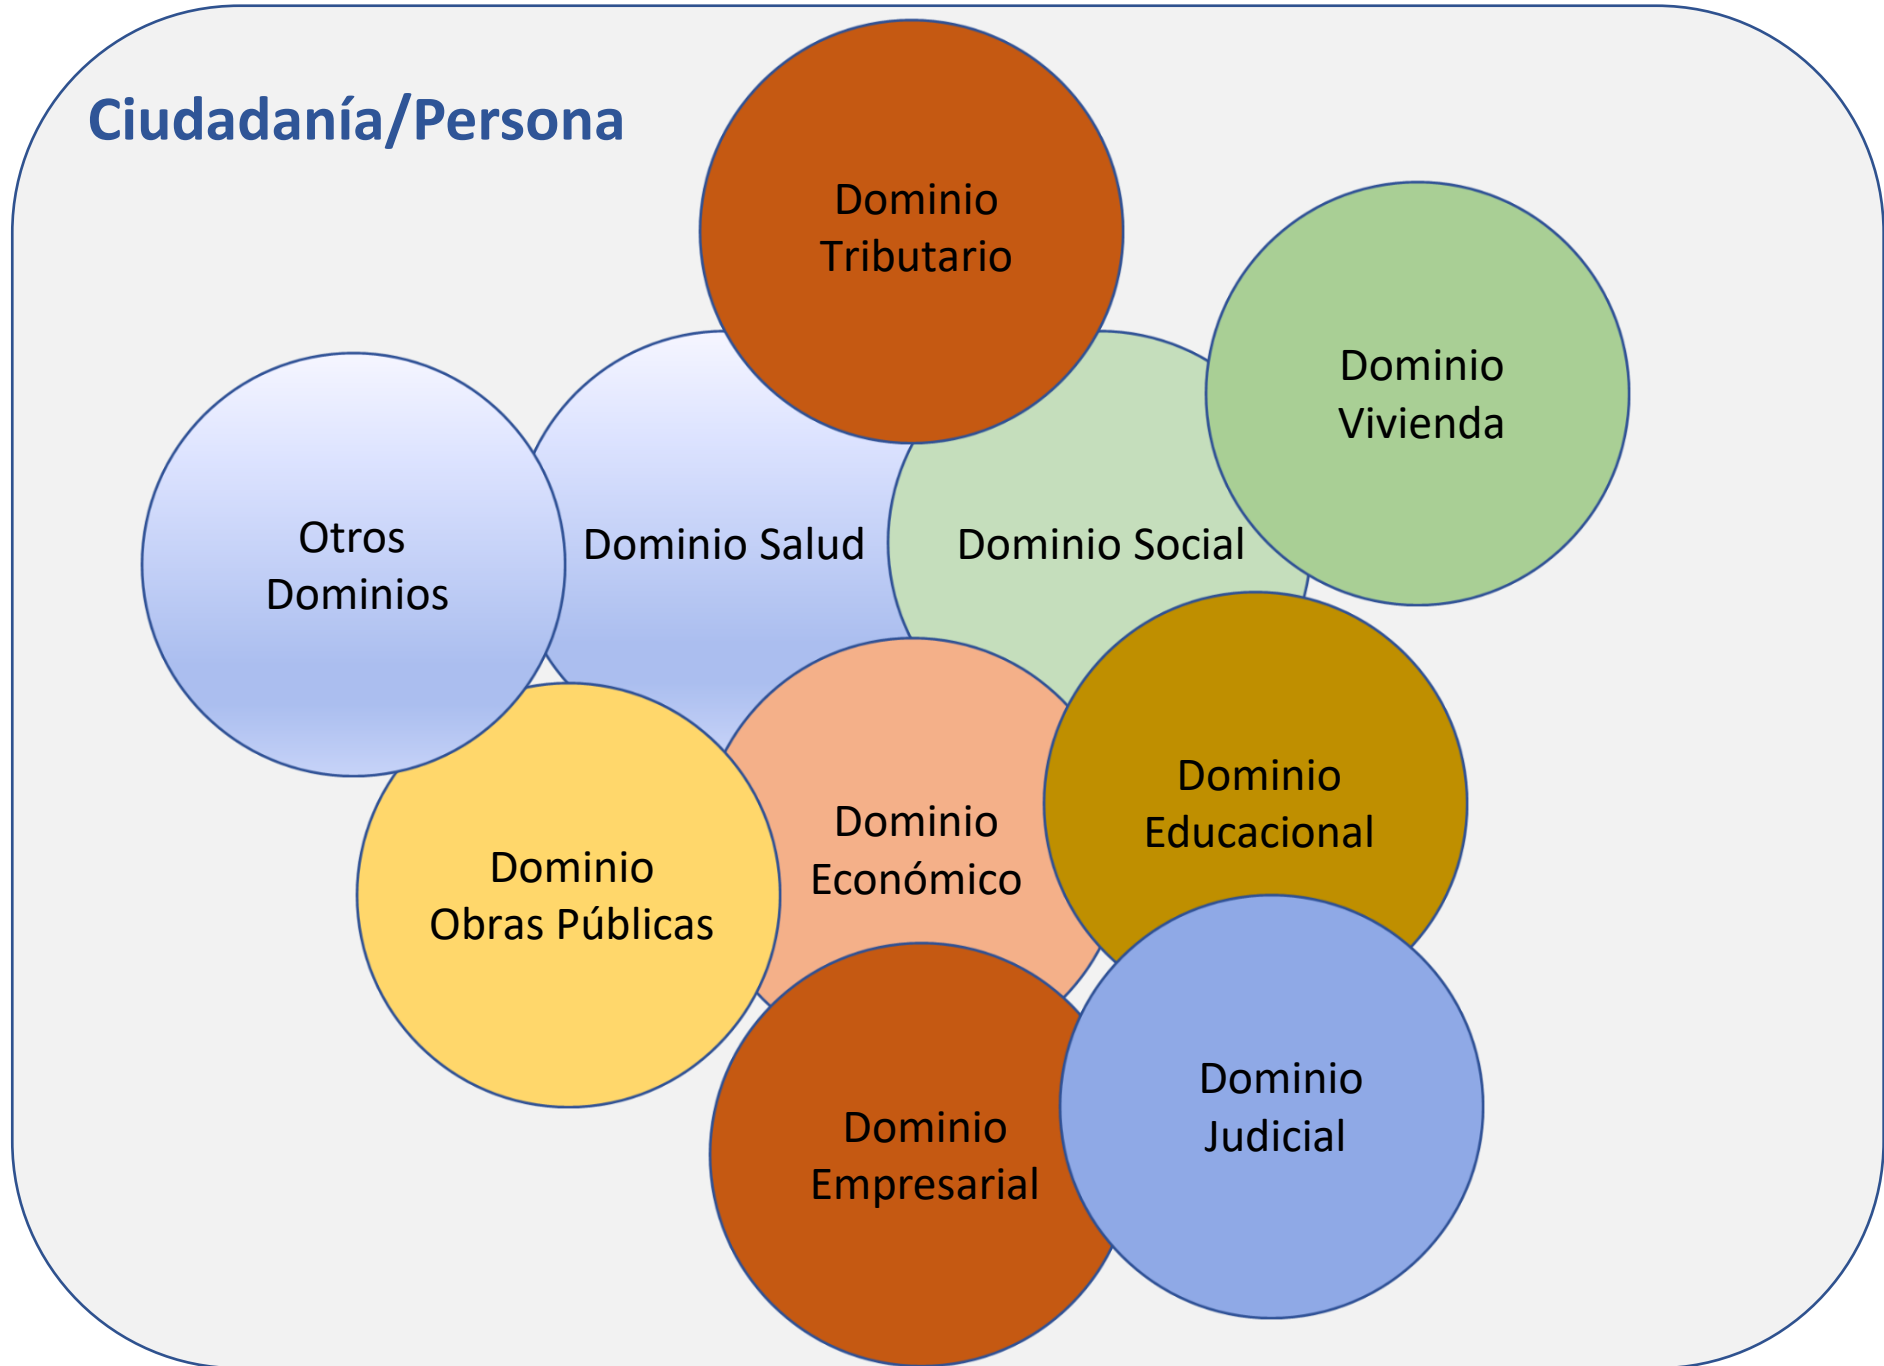 Ciudadanía/Persona
Dominio
Tributario
Dominio
Vivienda
Otros
Dominios
Dominio Salud
Dominio Social
Dominio
Educacional
Dominio
Económico
Dominio
Obras Públicas
Dominio
Judicial
Dominio
Empresarial